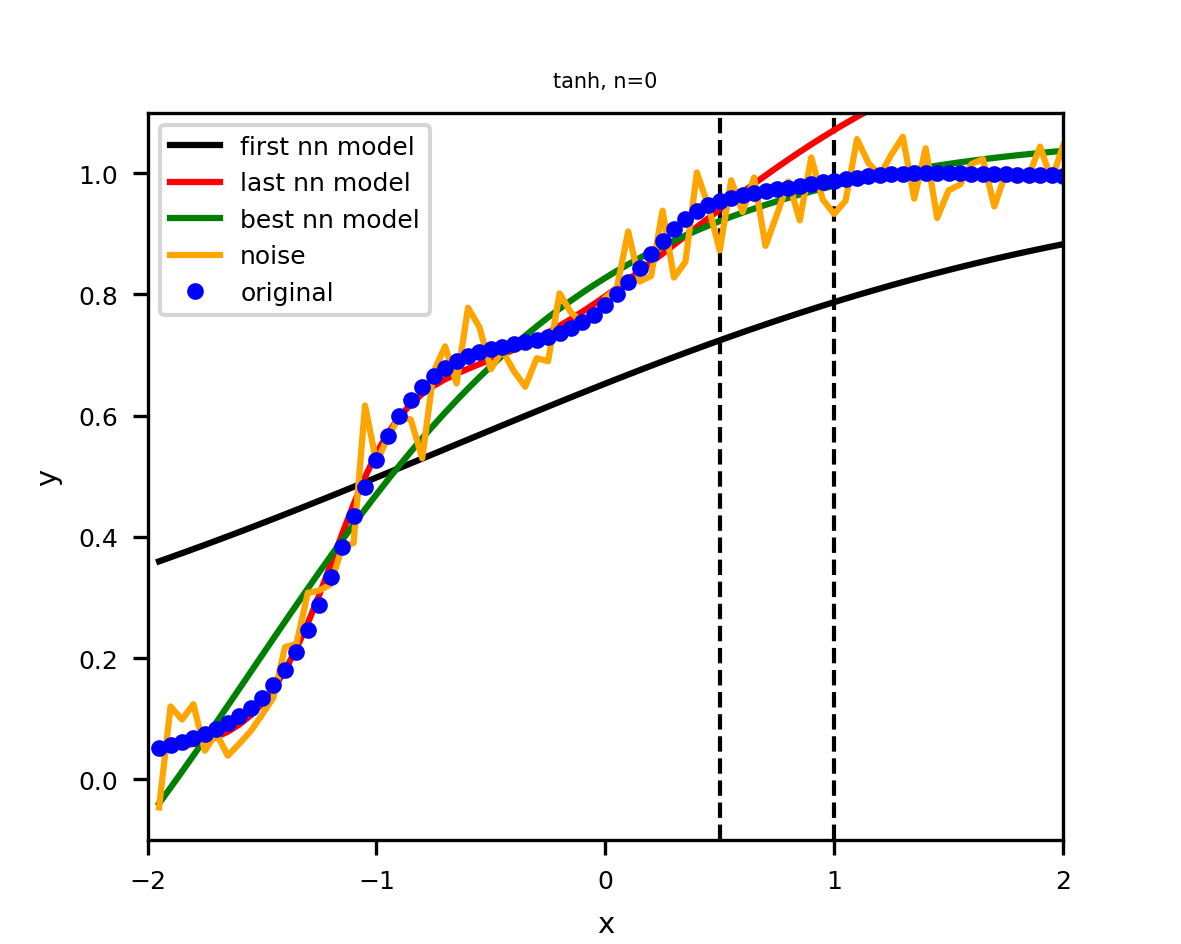 tanh, n=0
first nn model
last nn model
best nn model
noise
original
1.0
0.8
0.6
0.4
0.2
0.0
y
−2
−1
0
1
2
x